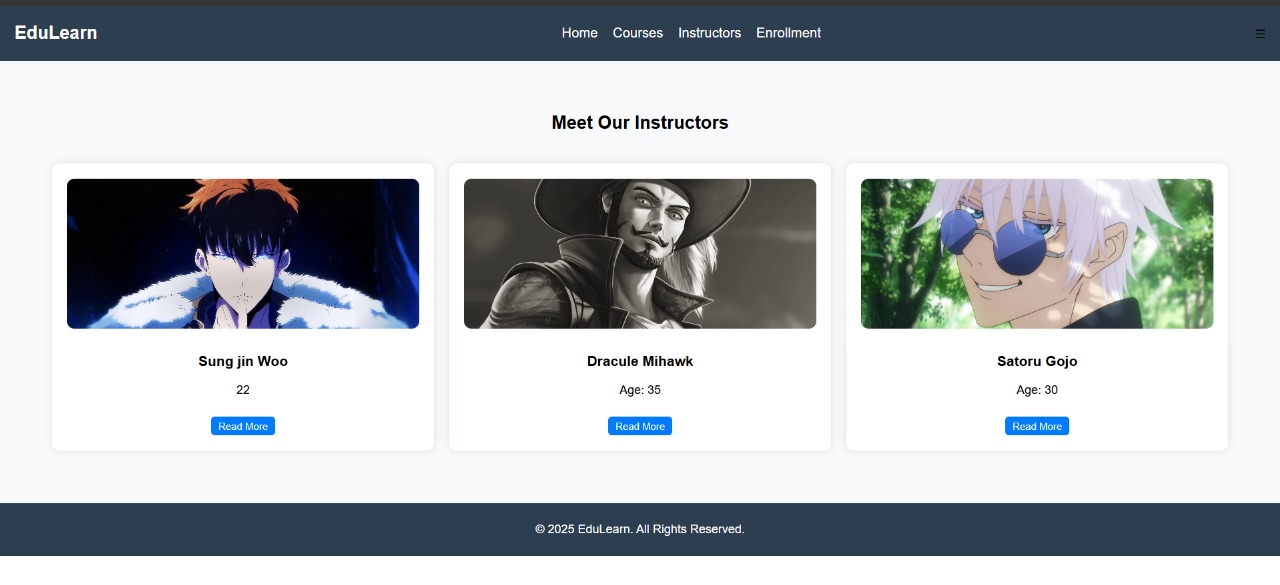 EduLearn
Home Courses Instructors Enrollment ☰
Meet Our Instructors
Sung jin Woo
22
Read More
Dracule Mihawk
Age: 35
Read More
Satoru Gojo
Age: 30
Read More
© 2025 EduLearn. All Rights Reserved.